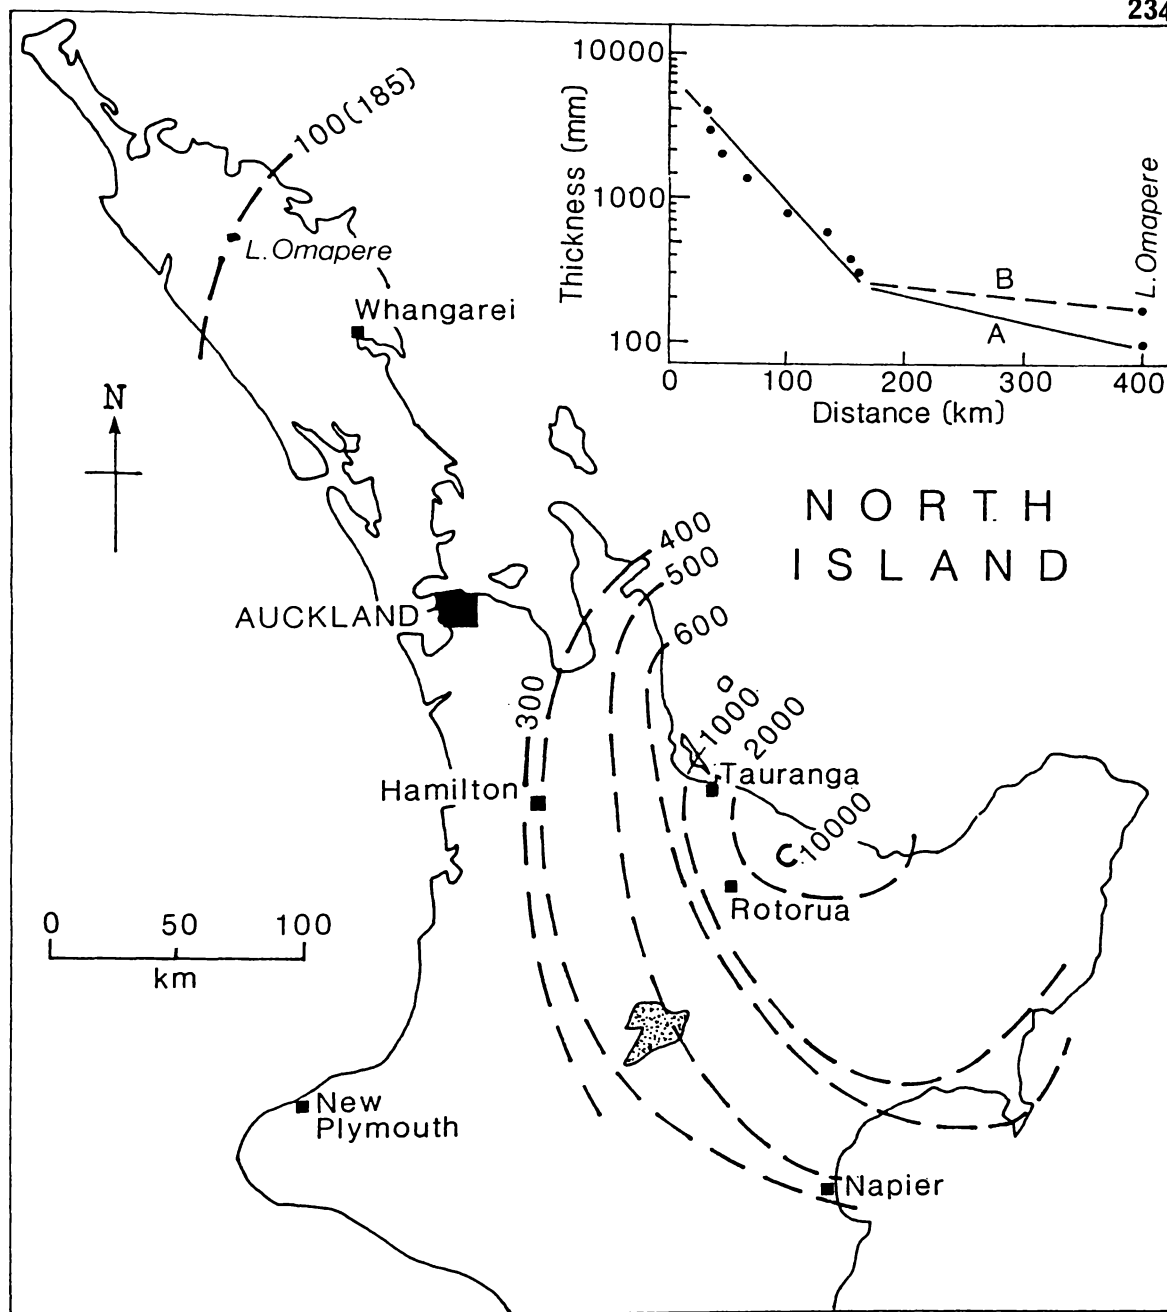 234
10000
1000
100
Thickness (mm)
0
100
200
300
400
Distance (km)
B
A
L. Omapere
100(185)
L. Omapere
Whangarei
N
NORTH
ISLAND
400
500
600
AUCKLAND
300
1000
2000
Tauranga
Hamilton
10000
Rotorua
0
50
100
km
New
Plymouth
Napier